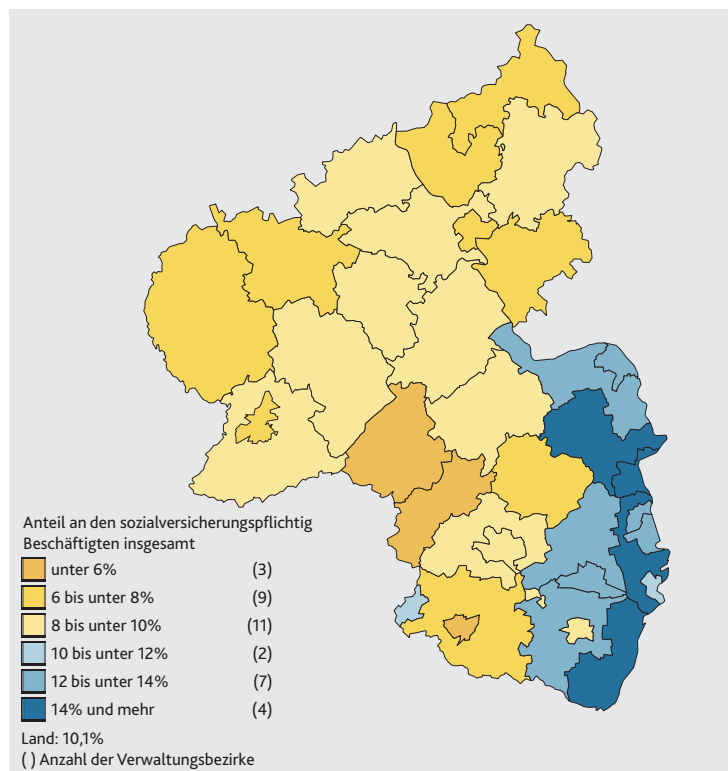 Anteil an den sozialversicherungspflichtig
Beschäftigten insgesamt
unter 6% (3)
6 bis unter 8% (9)
8 bis unter 10% (11)
10 bis unter 12% (2)
12 bis unter 14% (7)
14% und mehr (4)
Land: 10,1%
( ) Anzahl der Verwaltungsbezirke